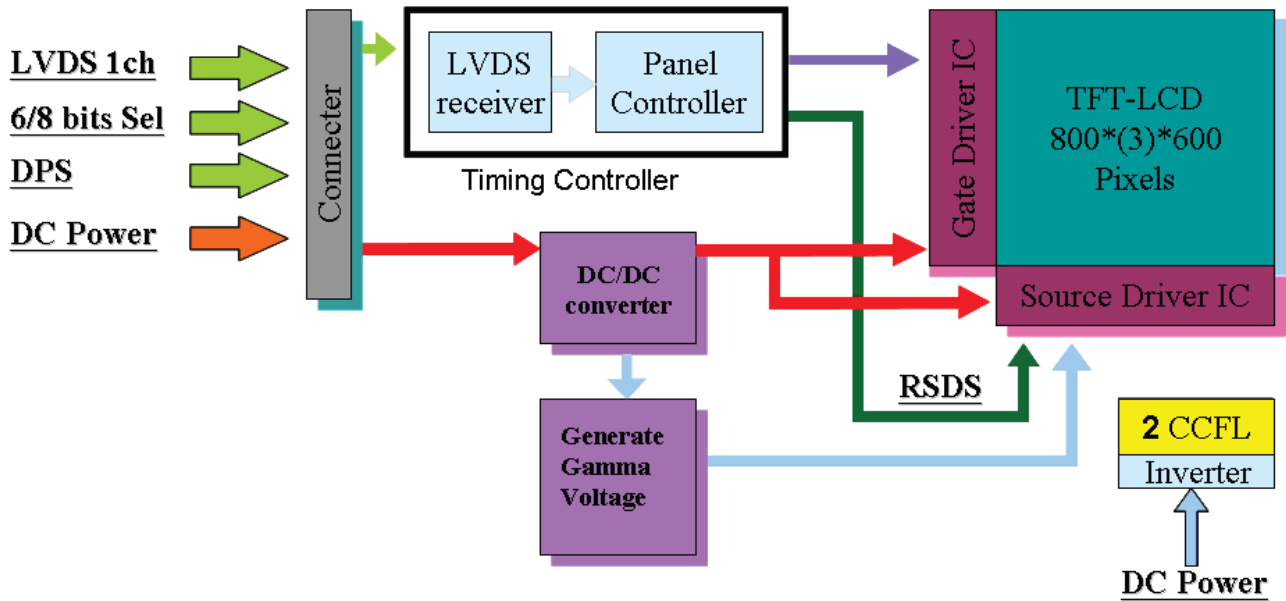 LVDS 1ch
6/8 bits Sel
DPS
DC Power
Connecter
LVDS
receiver
Panel
Controller
Timing Controller
DC/DC
converter
Generate
Gamma
Voltage
RSDS
Gate Driver IC
TFT-LCD
800*(3)*600
Pixels
Source Driver IC
2 CCFL
Inverter
DC Power